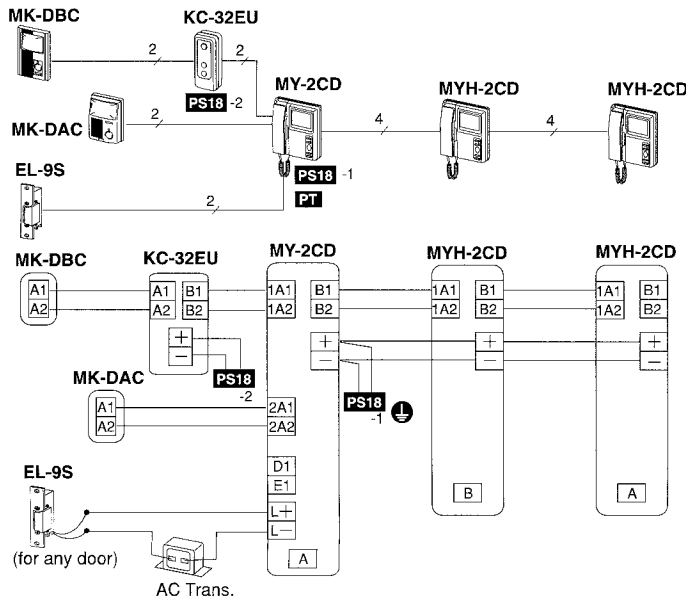 MK-DBC
KC-32EU
2
2
MY-2CD
MYH-2CD
MYH-2CD
PS18 -2
MK-DAC
2
4
4
EL-9S
PS18 -1
PT
2
MK-DBC
KC-32EU
MY-2CD
MYH-2CD
MYH-2CD
A1
A1
B1
1A1
B1
1A1
B1
1A1
B1
A2
A2
B2
1A2
B2
1A2
B2
1A2
B2
+
+
+
+
−
−
−
−
MK-DAC
PS18
-2
PS18
-1
A1
2A1
A2
2A2
EL-9S
D1
E1
B
A
L+
L−
(for any door)
A
AC Trans.